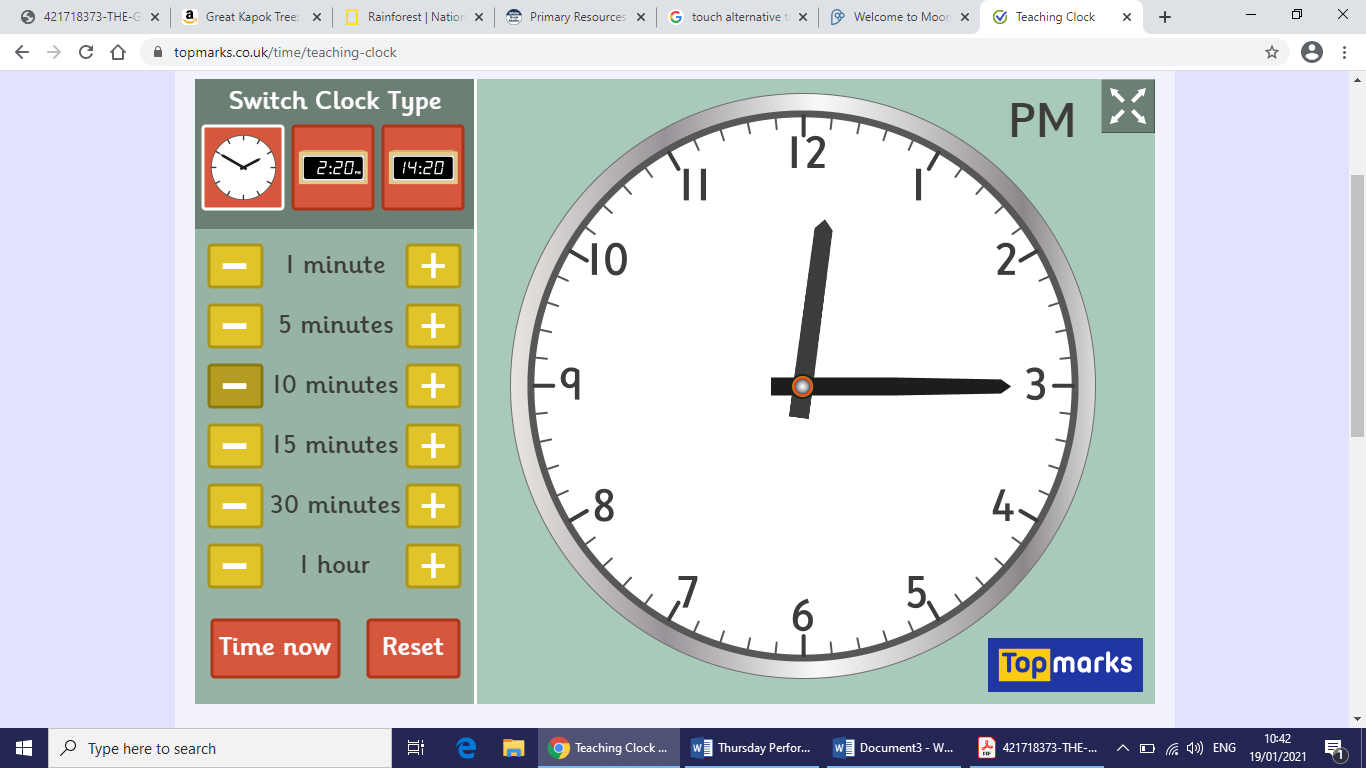 421718373-THE-G
Great Kapok Tree:
Rainforest | Nation
Primary Resources
touch alternative t
Welcome to Moor
Teaching Clock
topmarks.co.uk/time/teaching-clock
Switch Clock Type
2:20 PM
14:20
PM
1 minute
5 minutes
10 minutes
15 minutes
30 minutes
1 hour
Time now
Reset
12
1
2
3
4
5
6
7
8
9
10
11
Topmarks
Type here to search
Teaching Clock ...
Thursday Perfor...
Document3 - W...
421718373-THE-...
ENG
10:42
19/01/2021
1